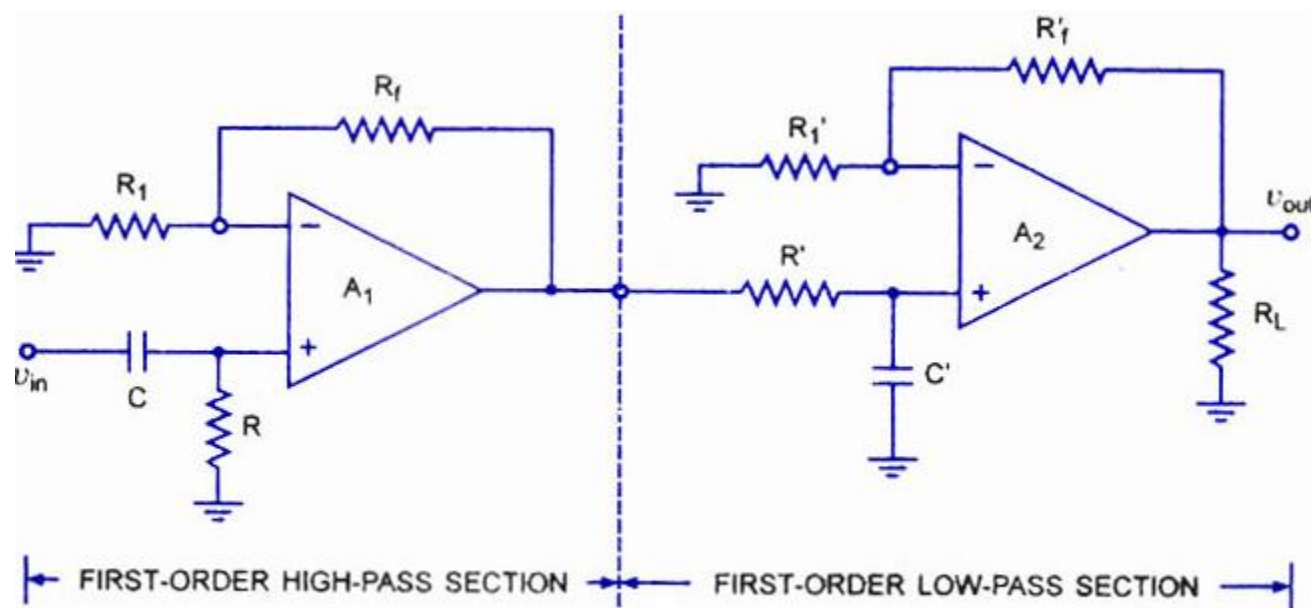 R'f
Rf
R1'
R1
−
A2
vout
−
R'
A1
+
RL
+
C'
vin
C
R
FIRST-ORDER HIGH-PASS SECTION
FIRST-ORDER LOW-PASS SECTION